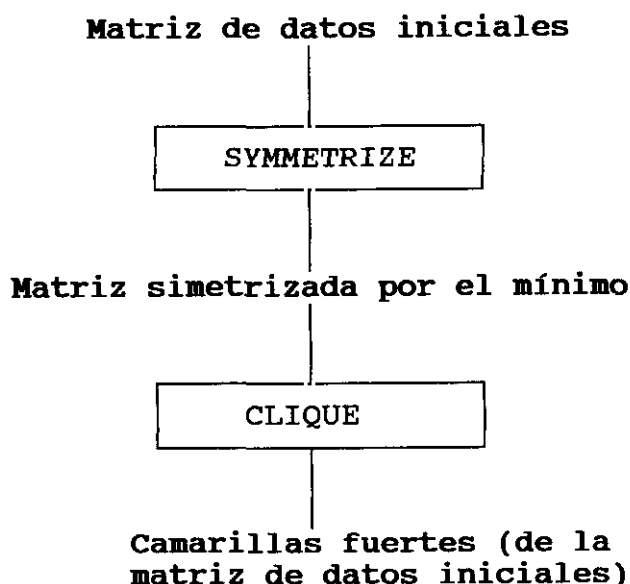 Matriz de datos iniciales
SYMMETRIZE
Matriz simetrizada por el mínimo
CLIQUE
Camarillas fuertes (de la
matriz de datos iniciales)